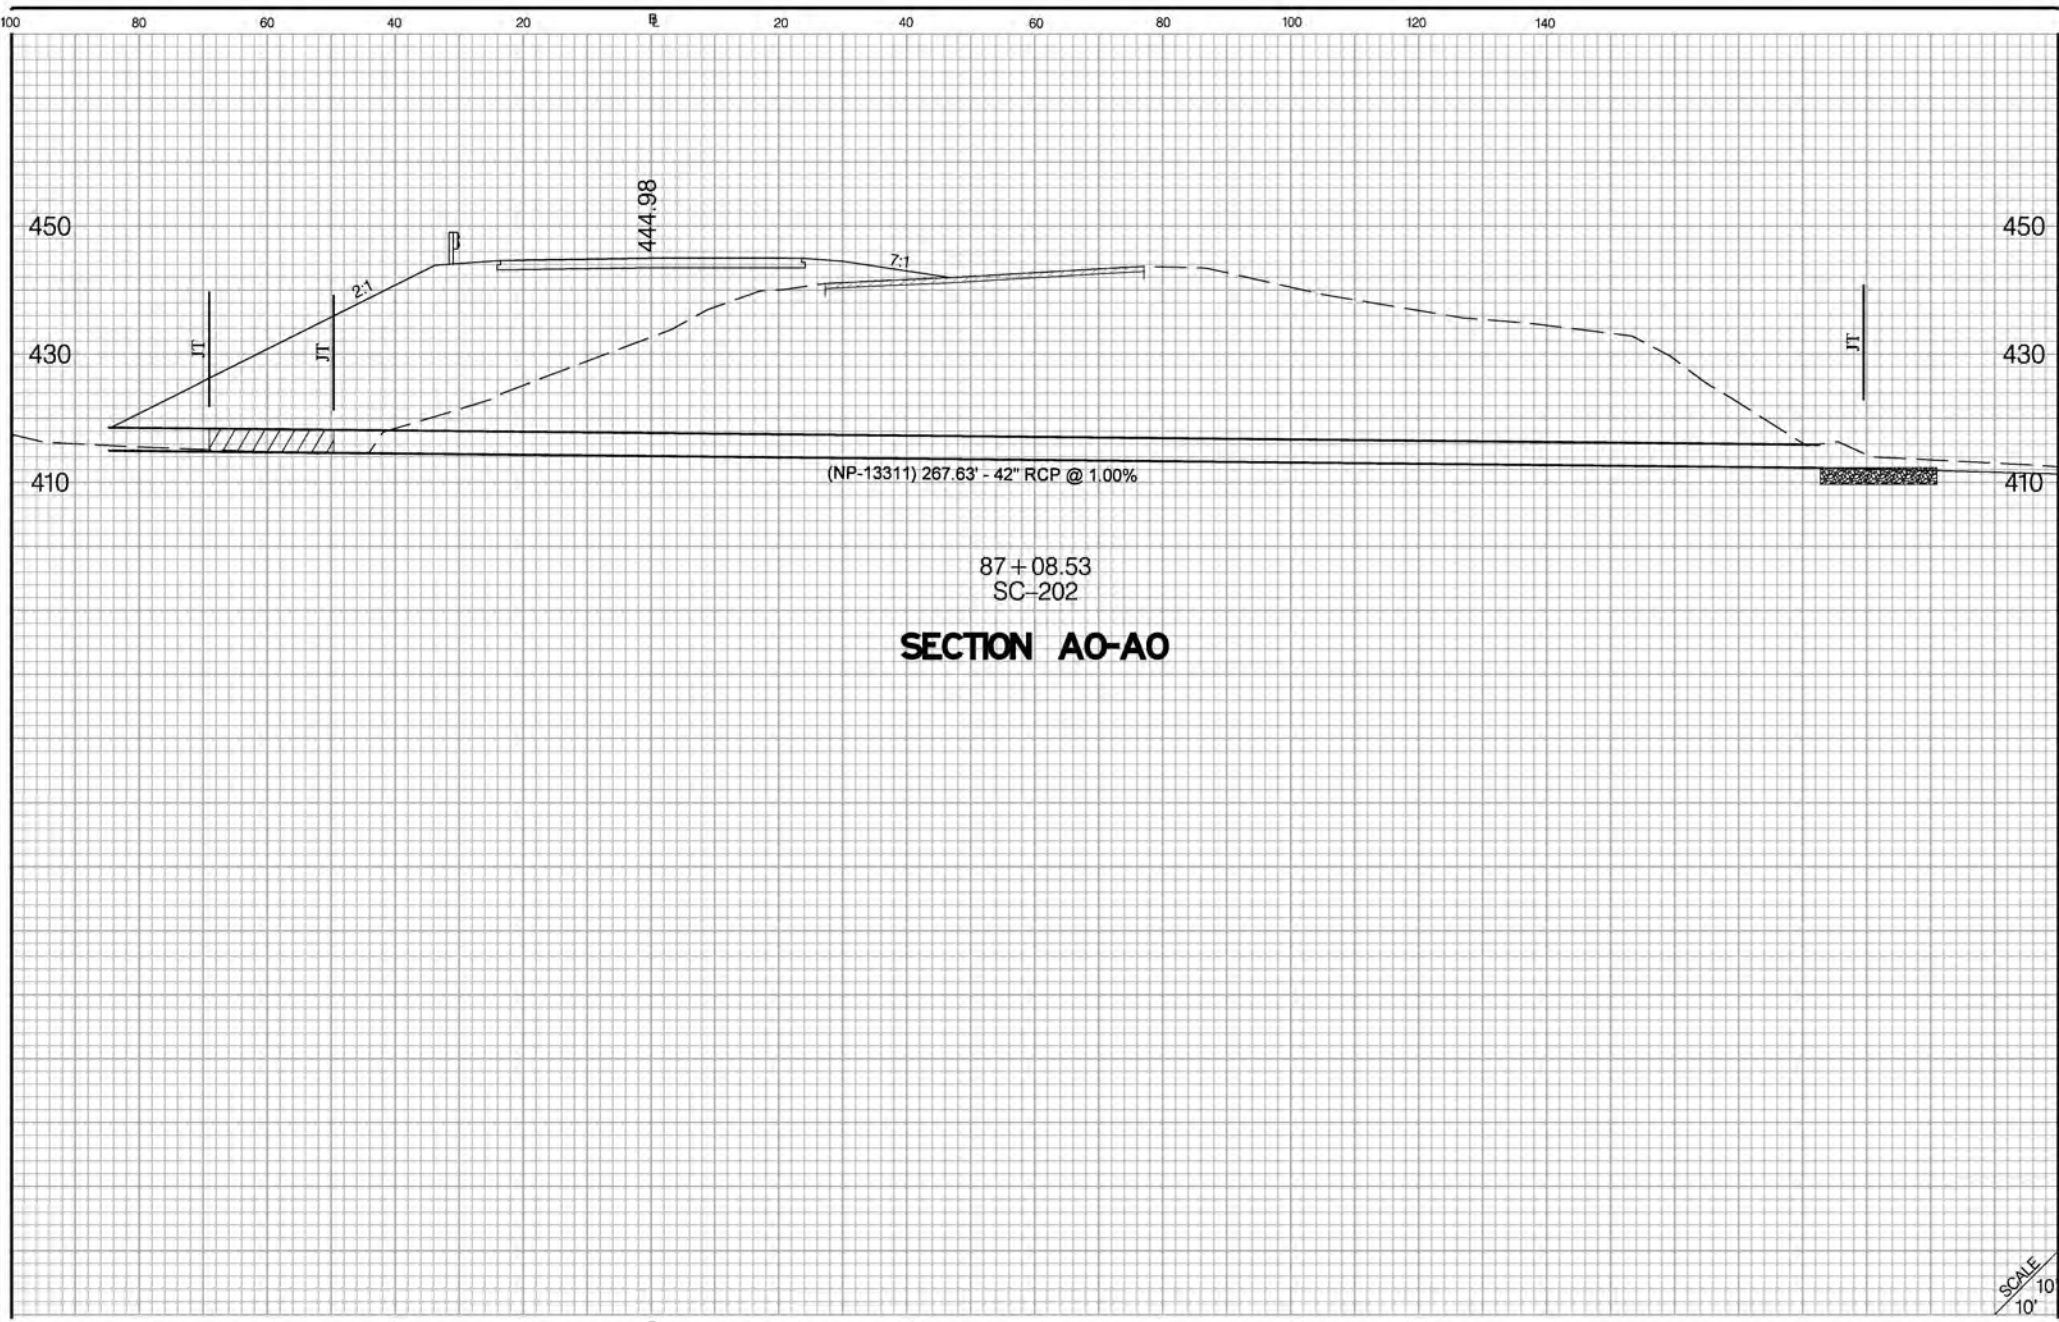 100 80 60 40 20 ℄ 20 40 60 80 100 120 140
444.98
450 450
2:1 7:1
JT JT JT
430 430
(NP-13311) 267.63' - 42" RCP @ 1.00%
410 410
87+08.53
SC-202
SECTION AO-AO
SCALE
10'
10'